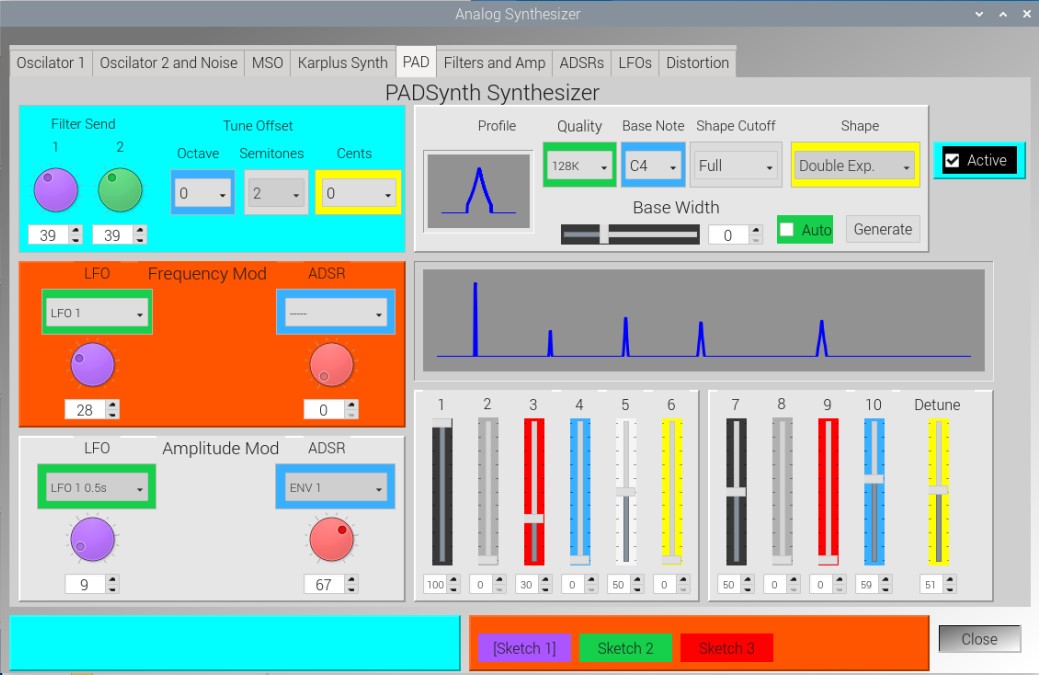 Analog Synthesizer
Oscilator 1 Oscilator 2 and Noise MSO Karplus Synth PAD Filters and Amp ADSRs LFOs Distortion
PADSynth Synthesizer
Filter Send
1 2
39 39
Tune Offset
Octave Semitones Cents
0 2 0
Profile Quality Base Note Shape Cutoff Shape
128K C4 Full Double Exp.
Base Width
0 Auto Generate
Active
LFO Frequency Mod ADSR
LFO 1 -----
28 0
LFO Amplitude Mod ADSR
LFO 1 0.5s ENV 1
9 67
1 2 3 4 5 6
100 0 30 0 50 0
7 8 9 10 Detune
50 0 0 59 51
[Sketch 1] Sketch 2 Sketch 3
Close